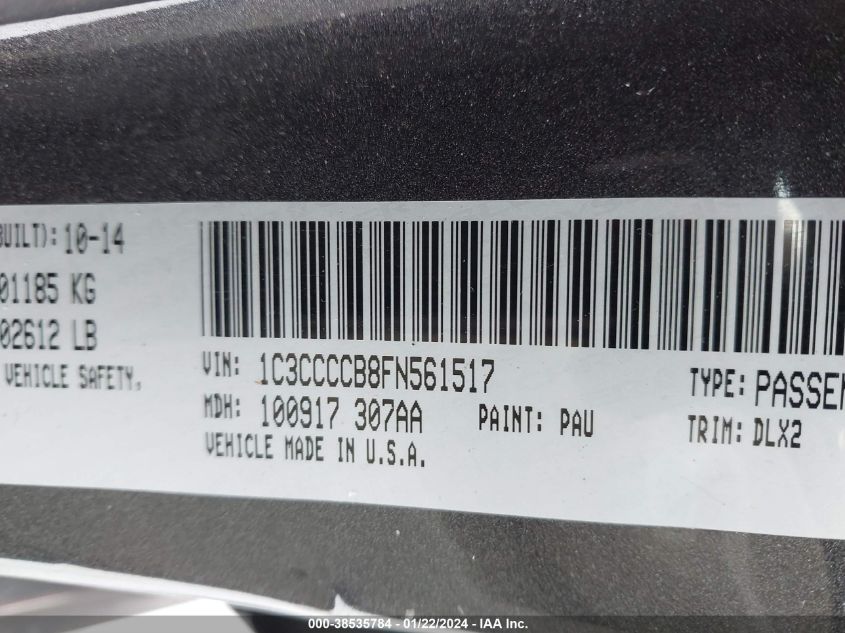 BUILT): 10-14
01185 KG
02612 LB
VEHICLE SAFETY.
VIN: 1C3CCCCB8FN561517
TYPE: PASSEN
MDH: 100917 307AA
PAINT: PAU
TRIM: DLX2
VEHICLE MADE IN U.S.A.
000-38535784 - 01/22/2024 - IAA Inc.